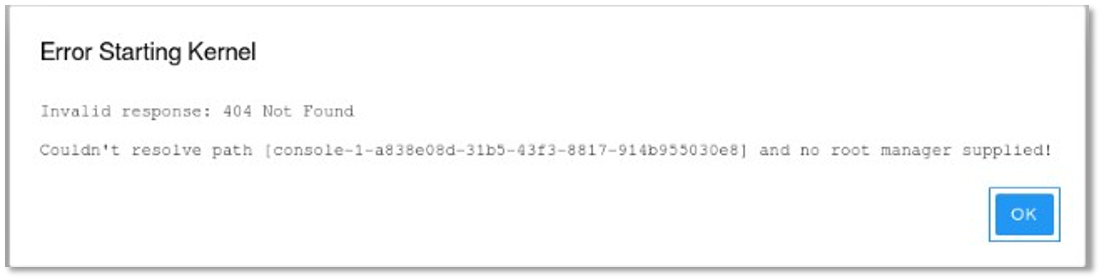 Error Starting Kernel
Invalid response: 404 Not Found
Couldn't resolve path [console-1-a838e08d-31b5-43f3-8817-914b955030e8] and no root manager supplied!
OK